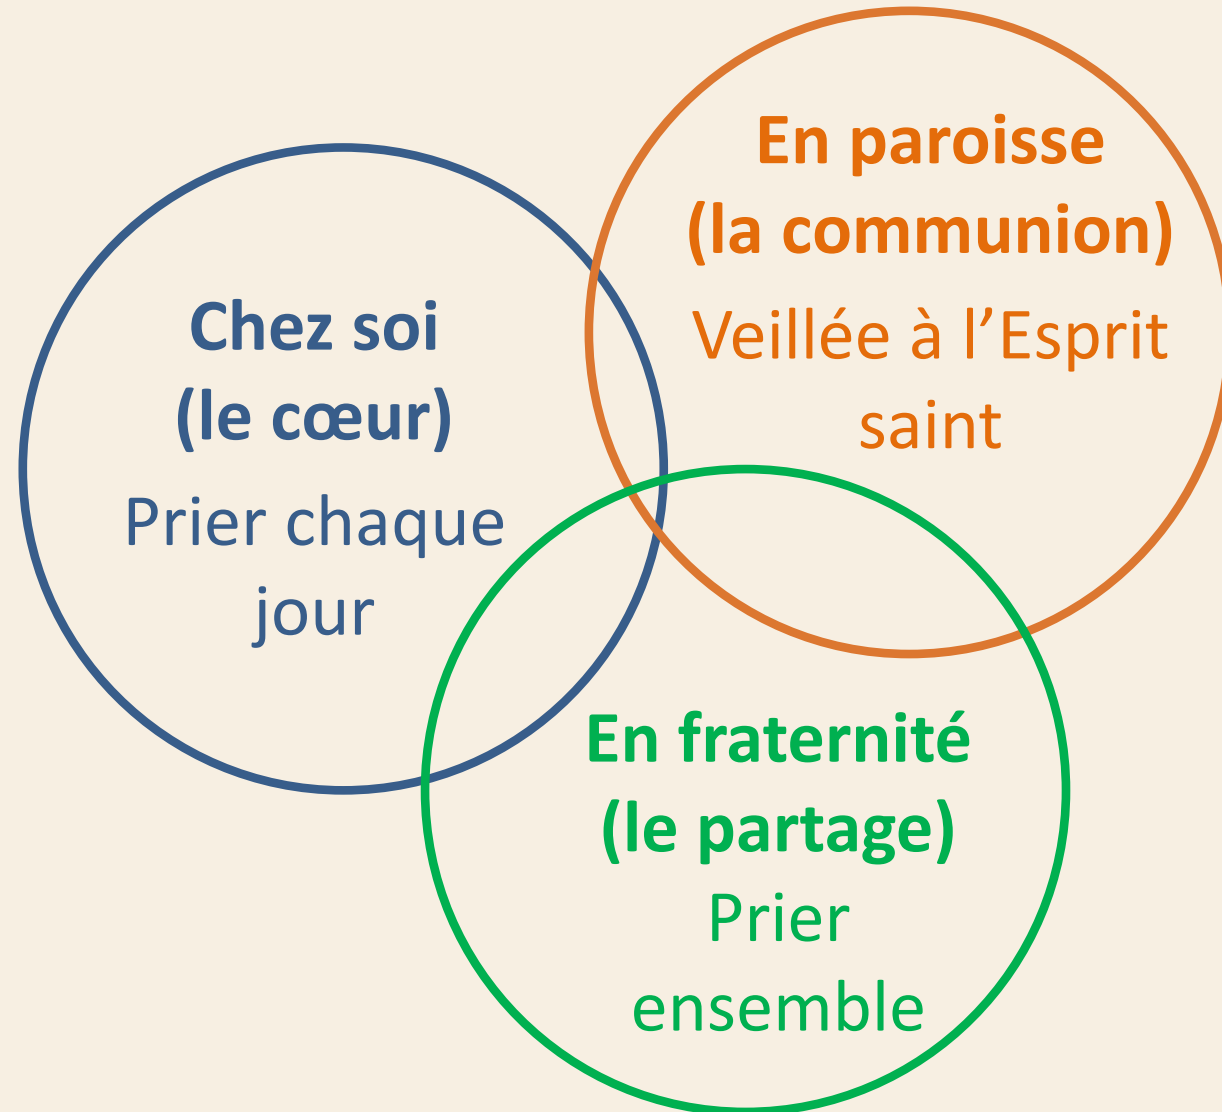 Chez soi
(le cœur)
Prier chaque
jour
En paroisse
(la communion)
Veillée à l’Esprit
saint
En fraternité
(le partage)
Prier
ensemble